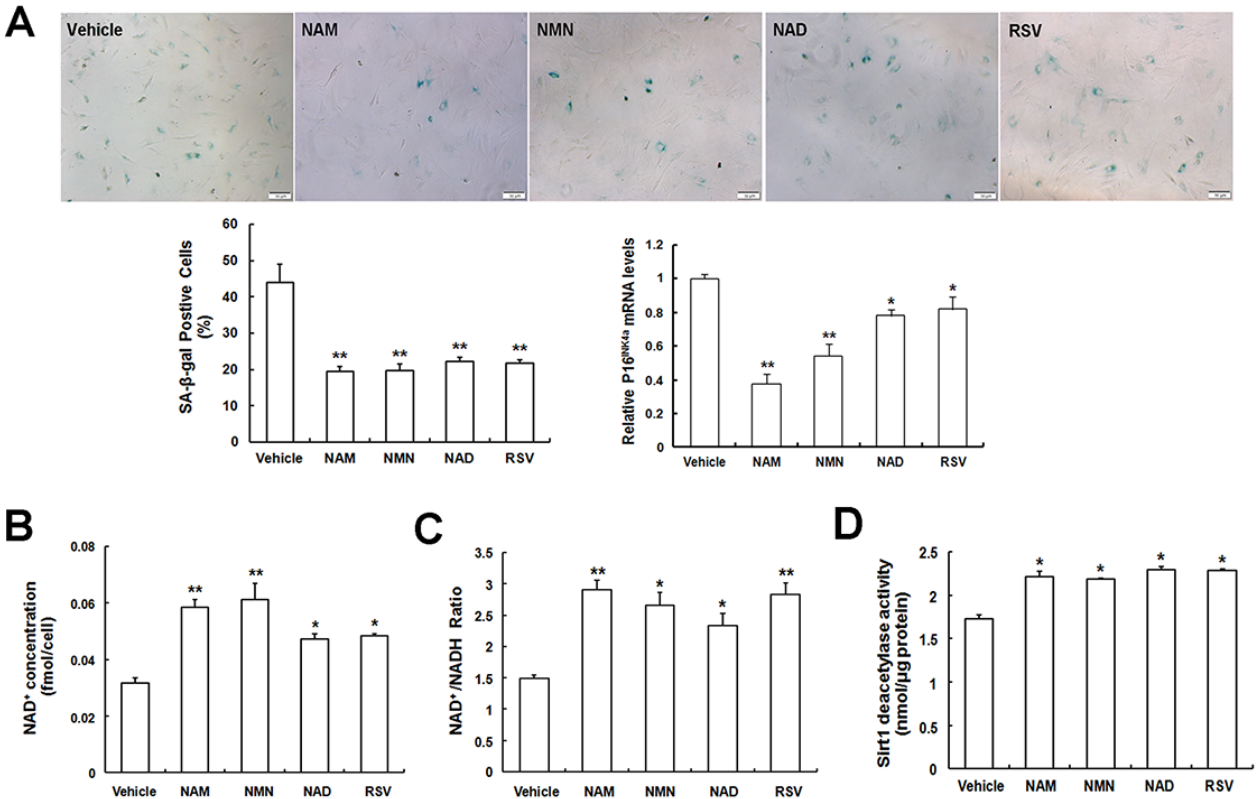 A
Vehicle
NAM
NMN
NAD
RSV
60
50
40
30
20
10
0
SA-β-gal Postive Cells
(%)
**
**
**
**
Vehicle NAM NMN NAD RSV
1.2
1
0.8
0.6
0.4
0.2
0
Relative P16INK4a mRNA levels
**
**
*
*
Vehicle NAM NMN NAD RSV
B
0.08
0.06
0.04
0.02
0
NAD+ concentration
(fmol/cell)
**
**
*
*
Vehicle NAM NMN NAD RSV
C
3.5
3
2.5
2
1.5
1
0.5
0
NAD+/NADH Ratio
**
*
*
**
Vehicle NAM NMN NAD RSV
D
2.5
2
1.5
1
0.5
0
Sirt1 deacetylase activity
(nmol/μg protein)
*
*
*
*
Vehicle NAM NMN NAD RSV